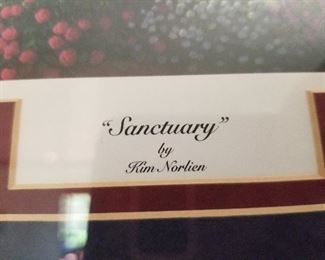 “Sanctuary”
by
Kim Norlien